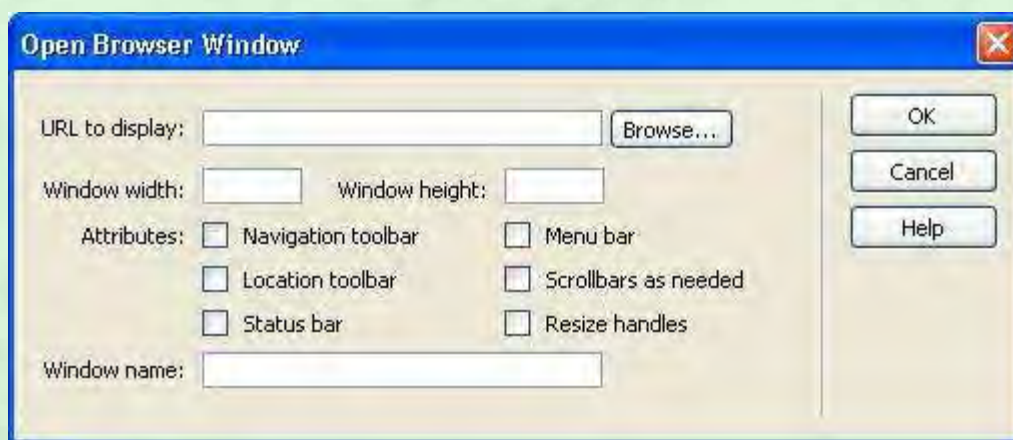 Open Browser Window
URL to display: Browse... OK
Window width: Window height: Cancel
Attributes: Navigation toolbar Menu bar Help
Location toolbar Scrollbars as needed
Status bar Resize handles
Window name: